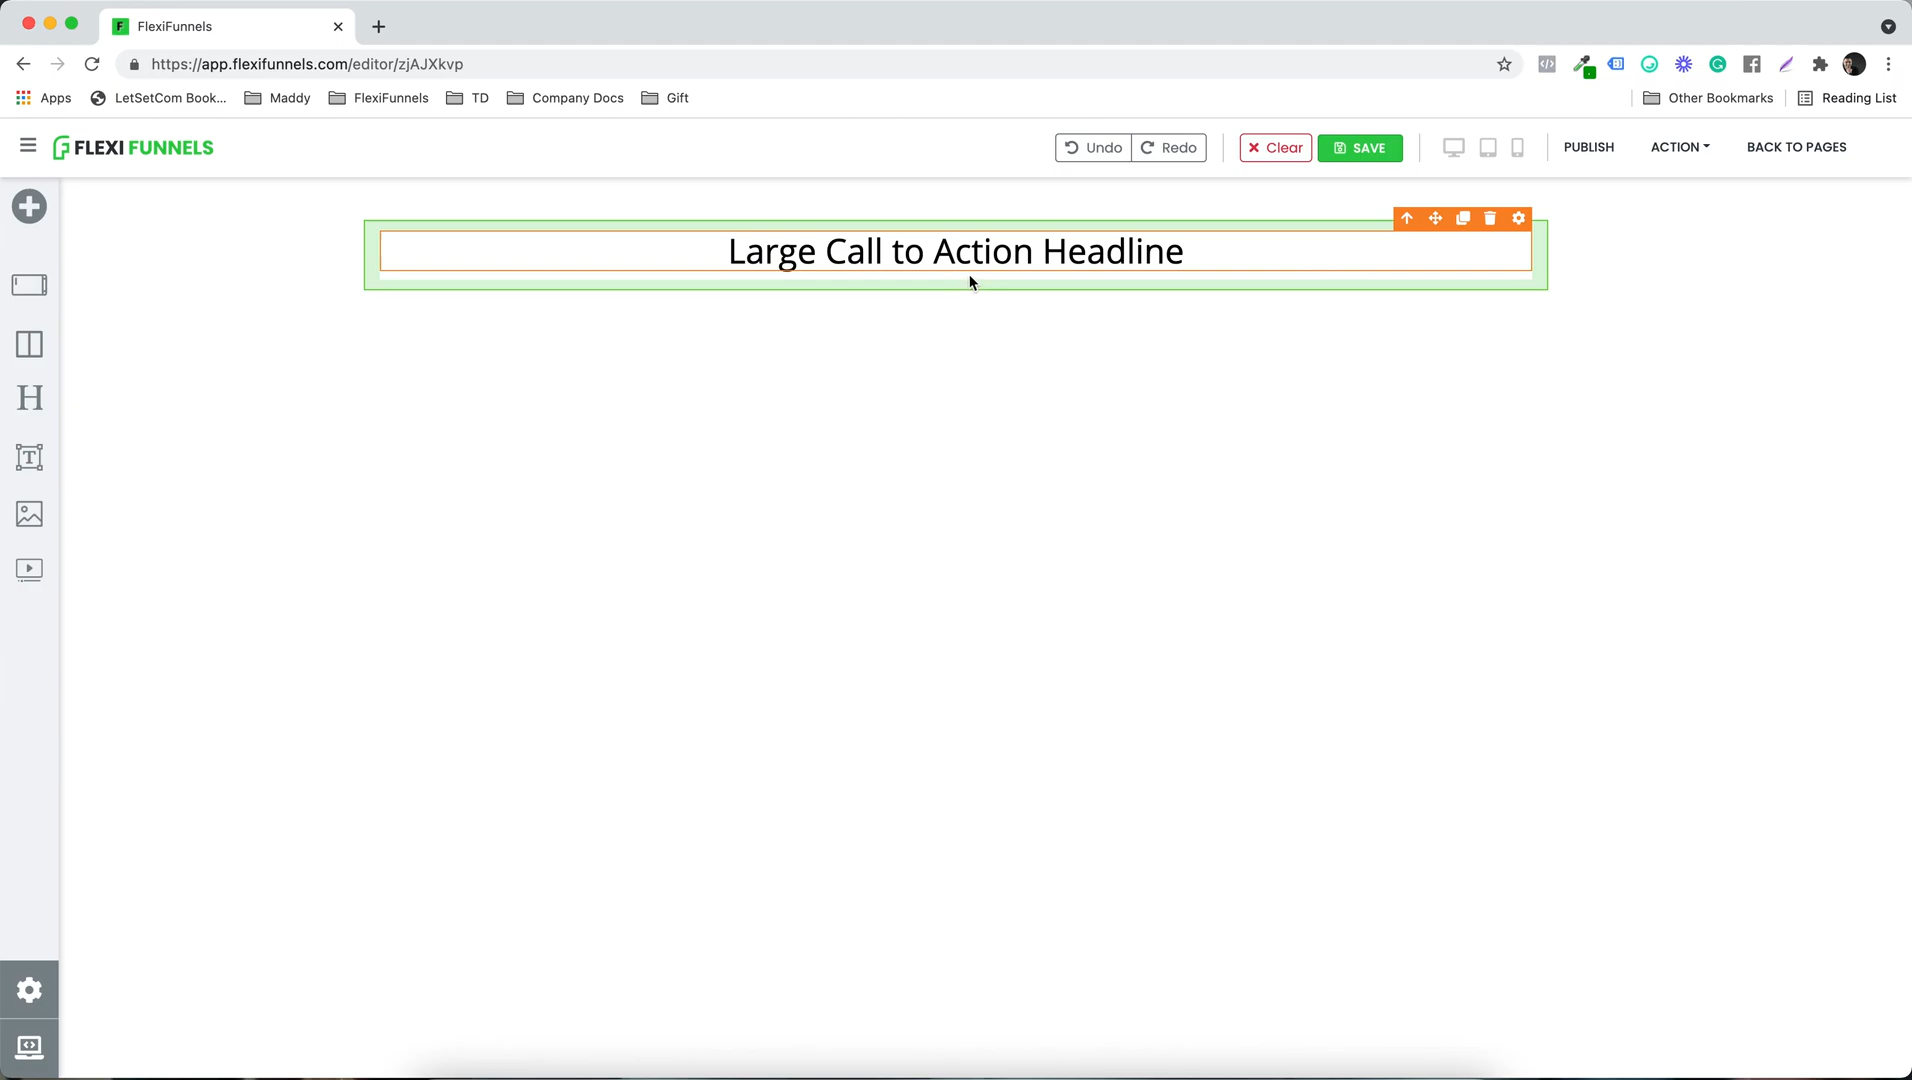 FlexiFunnels
https://app.flexifunnels.com/editor/zjAJXkvp
Apps
LetSetCom Book...
Maddy
FlexiFunnels
TD
Company Docs
Gift
Other Bookmarks
Reading List
FLEXI FUNNELS
Undo
Redo
Clear
SAVE
PUBLISH
ACTION
BACK TO PAGES
Large Call to Action Headline